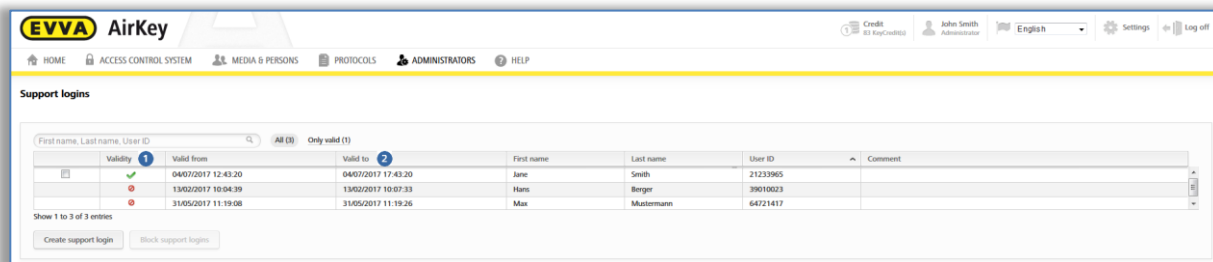 EVVA AirKey
1 Credit 83 KeyCredit(s) John Smith Administrator English Settings Log off
HOME ACCESS CONTROL SYSTEM MEDIA & PERSONS PROTOCOLS ADMINISTRATORS ? HELP
Support logins
First name, Last name, User ID All (3) Only valid (1)
Validity 1 Valid from Valid to 2 First name Last name User ID Comment
04/07/2017 12:43:20 04/07/2017 17:43:20 Jane Smith 21233965
13/02/2017 10:04:39 13/02/2017 10:07:33 Hans Berger 39010023
31/05/2017 11:19:08 31/05/2017 11:19:26 Max Mustermann 64721417
Show 1 to 3 of 3 entries
Create support login Block support logins